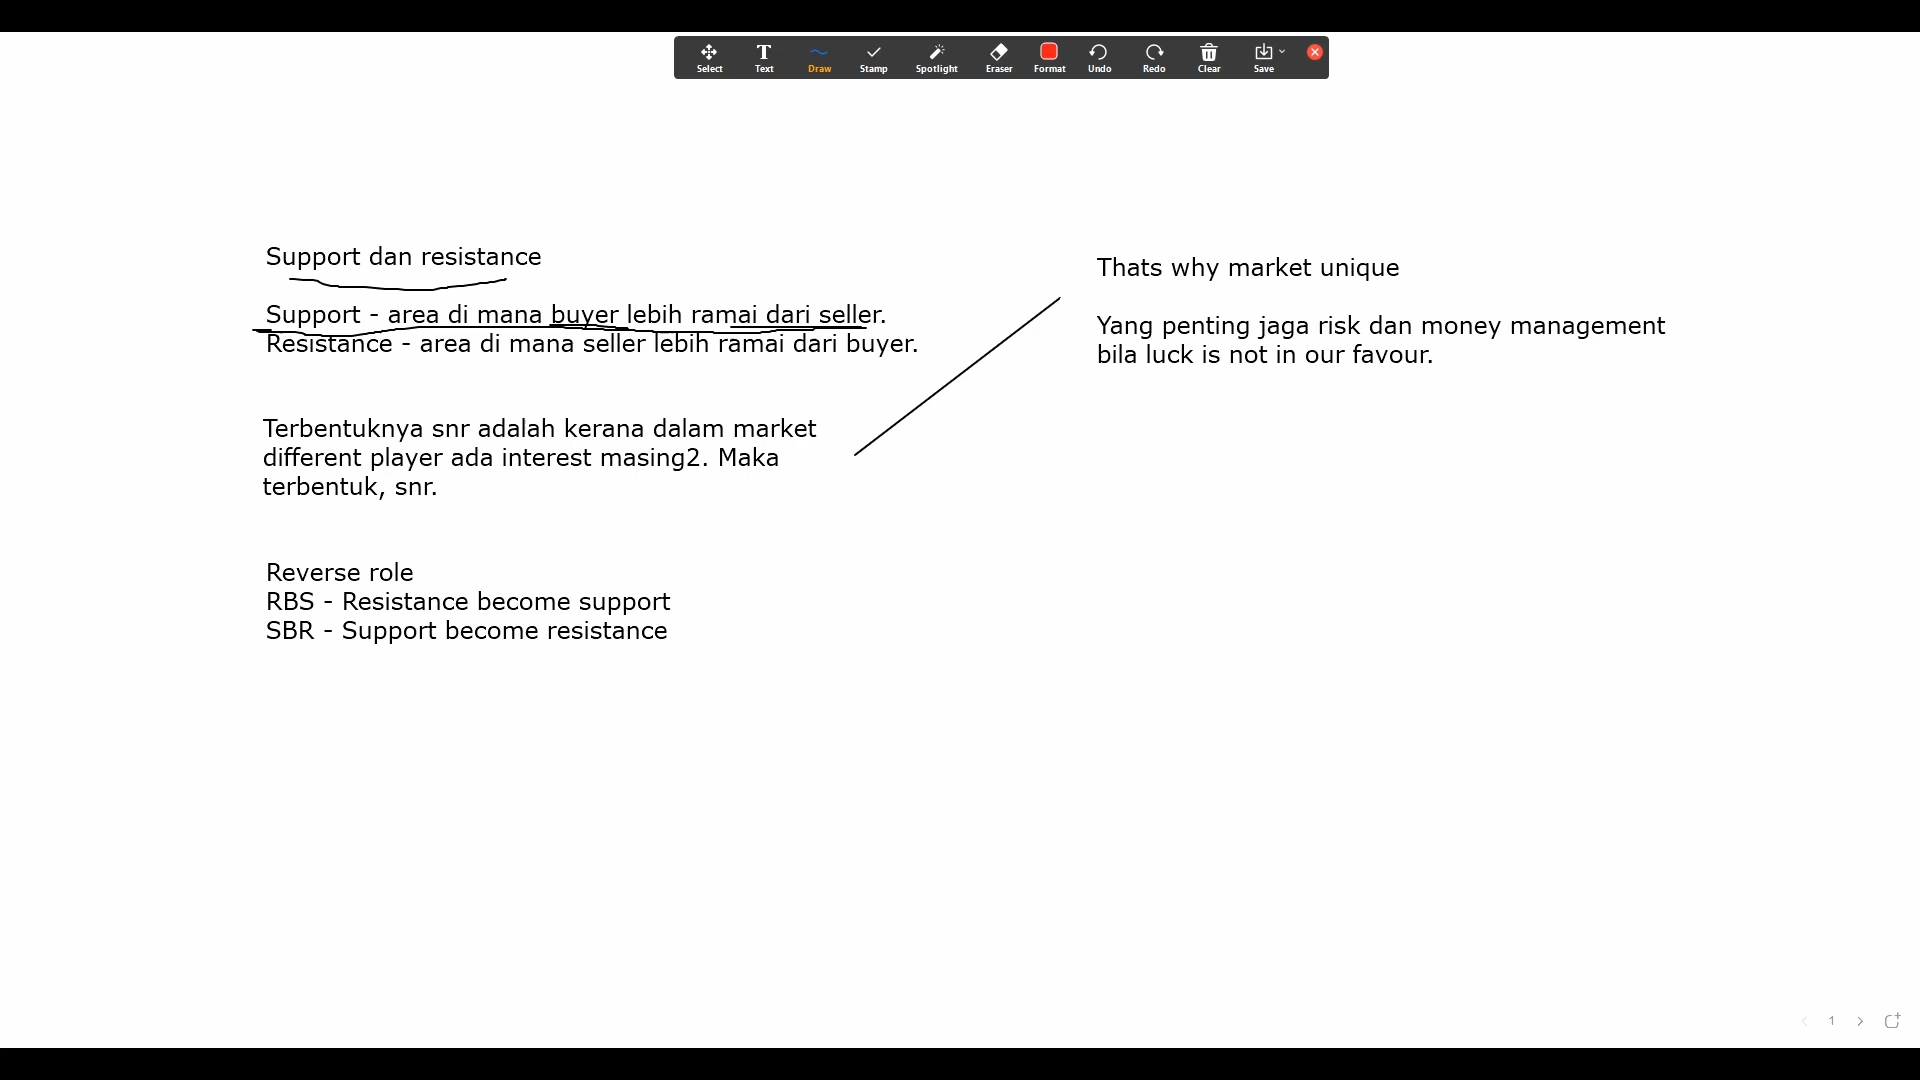 Select Text Draw Stamp Spotlight Eraser Format Undo Redo Clear Save
Support dan resistance
Support - area di mana buyer lebih ramai dari seller.
Resistance - area di mana seller lebih ramai dari buyer.
Terbentuknya snr adalah kerana dalam market
different player ada interest masing2. Maka
terbentuk, snr.
Reverse role
RBS - Resistance become support
SBR - Support become resistance
Thats why market unique
Yang penting jaga risk dan money management
bila luck is not in our favour.
1